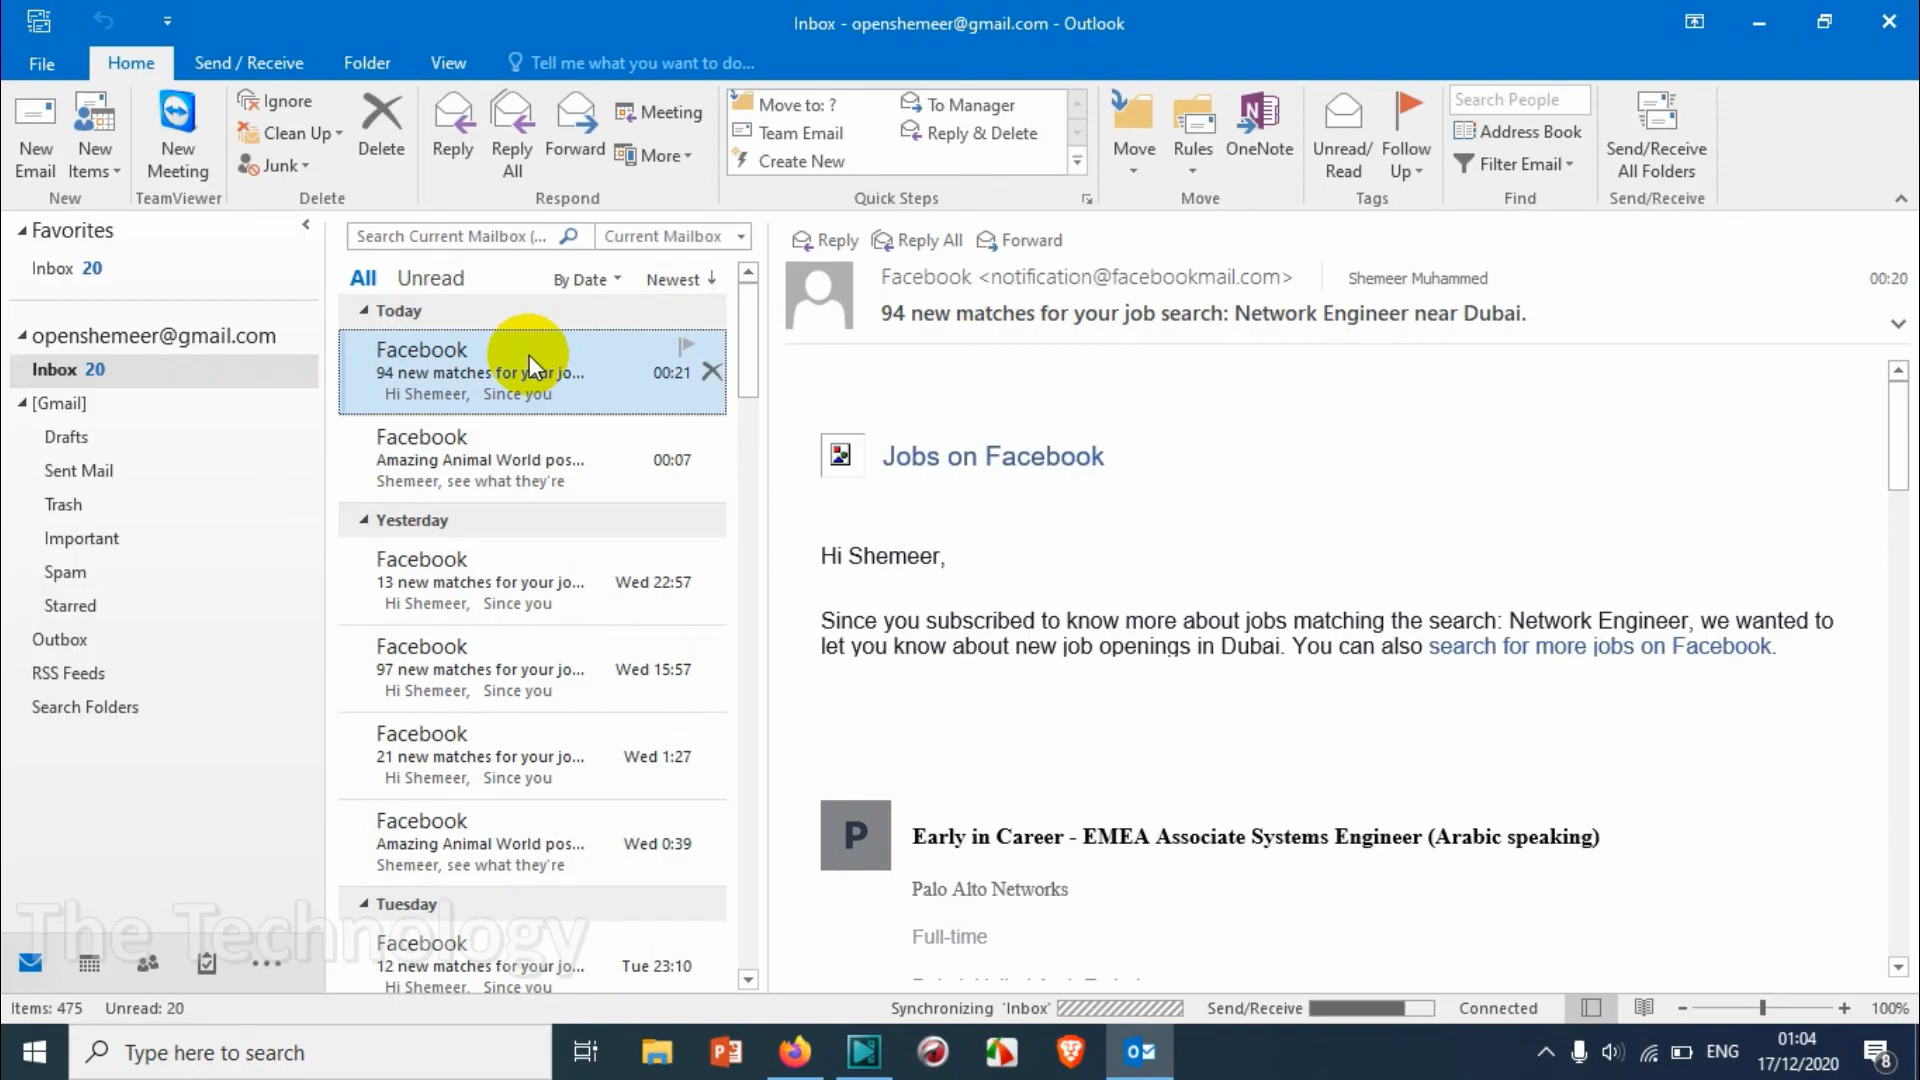 Inbox - openshemeer@gmail.com - Outlook
File Home Send / Receive Folder View Tell me what you want to do...
New Email
New Items
New
New Meeting
TeamViewer
Ignore
Clean Up
Junk
Delete
Delete
Reply
Reply All
Forward
Meeting
More
Respond
Move to: ?
Team Email
Create New
To Manager
Reply & Delete
Quick Steps
Move
Rules
OneNote
Move
Unread/ Read
Follow Up
Tags
Search People
Address Book
Filter Email
Find
Send/Receive All Folders
Send/Receive
Favorites
Inbox 20
openshemeer@gmail.com
Inbox 20
[Gmail]
Drafts
Sent Mail
Trash
Important
Spam
Starred
Outbox
RSS Feeds
Search Folders
Search Current Mailbox (... Current Mailbox
All Unread By Date Newest ↓
Today
Facebook
94 new matches for your jo... 00:21
Hi Shemeer, Since you
Facebook
Amazing Animal World pos... 00:07
Shemeer, see what they're
Yesterday
Facebook
13 new matches for your jo... Wed 22:57
Hi Shemeer, Since you
Facebook
97 new matches for your jo... Wed 15:57
Hi Shemeer, Since you
Facebook
21 new matches for your jo... Wed 1:27
Hi Shemeer, Since you
Facebook
Amazing Animal World pos... Wed 0:39
Shemeer, see what they're
Tuesday
Facebook
12 new matches for your jo... Tue 23:10
Hi Shemeer, Since you
Reply Reply All Forward
Facebook <notification@facebookmail.com> Shemeer Muhammed 00:20
94 new matches for your job search: Network Engineer near Dubai.
Jobs on Facebook
Hi Shemeer,
Since you subscribed to know more about jobs matching the search: Network Engineer, we wanted to
let you know about new job openings in Dubai. You can also search for more jobs on Facebook.
P
Early in Career - EMEA Associate Systems Engineer (Arabic speaking)
Palo Alto Networks
Full-time
The Technology
Items: 475 Unread: 20 Synchronizing 'Inbox' Send/Receive Connected 100%
Type here to search
ENG
01:04
17/12/2020
8